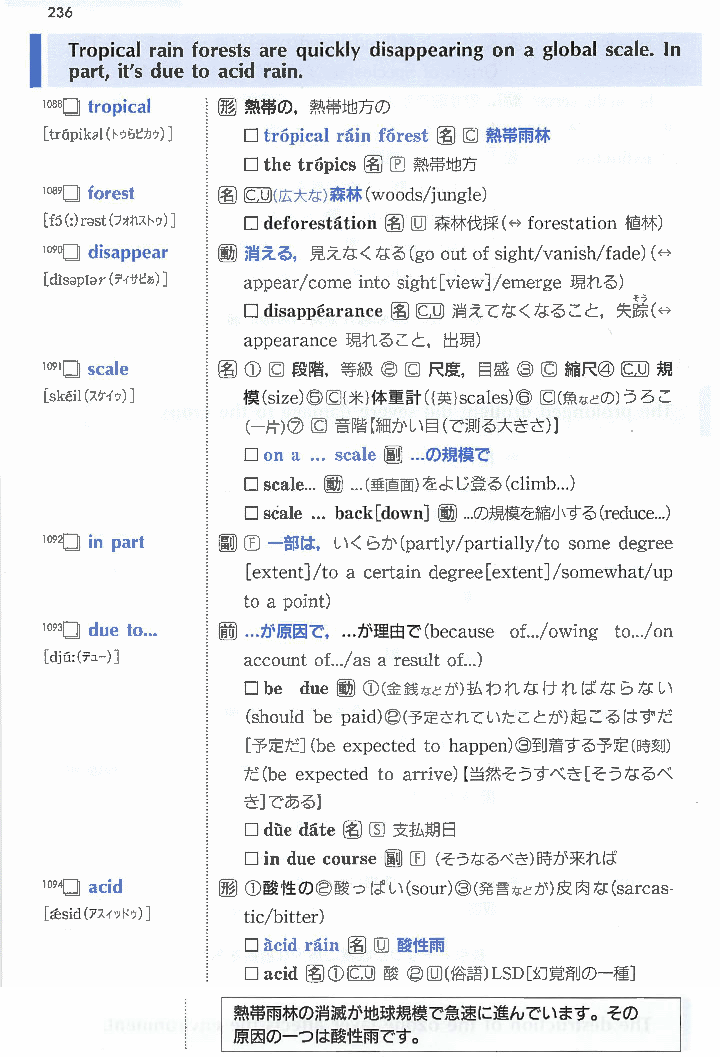 236
Tropical rain forests are quickly disappearing on a global scale. In
part, it's due to acid rain.
1088 □ tropical
[trɑ́pikəl(トゥらピカウ)]
形 熱帯の，熱帯地方の
□ trópical ráin fórest 名 C 熱帯雨林
□ the trópics 名 P 熱帯地方
1089 □ forest
[fɔ́(:)rəst(フオれストゥ)]
名 C,U(広大な)森林(woods/jungle)
□ deforestátion 名 U 森林伐採(↔ forestation 植林)
1090 □ disappear
動 消える，見えなくなる(go out of sight/vanish/fade)(↔
appear/come into sight[view]/emerge 現れる)
□ disappéarance 名 C,U 消えてなくなること，失踪(そう)(↔
appearance 現れること，出現)
1091 □ scale
[skéil(スケイウ)]
名 ① C 段階，等級 ② C 尺度，目盛 ③ C 縮尺④ C,U 規
模(size)⑤C{米}体重計({英}scales)⑥ C(魚などの)うろこ
(一片)⑦ C 音階【細かい目(で測る大きさ)】
□ on a … scale 副 …の規模で
□ scale… 動 …(垂直面)をよじ登る(climb…)
□ scále … back[down] 動 …の規模を縮小する(reduce…)
1092 □ in part
副 F 一部は，いくらか(partly/partially/to some degree
[extent]/to a certain degree[extent]/somewhat/up
to a point)
1093 □ due to…
[djú:(デュー)]
前 …が原因で，…が理由で(because of…/owing to…/on
account of…/as a result of…)
□ be due 動 ①(金銭などが)払われなければならない
(should be paid)②(予定されていたことが)起こるはずだ
[予定だ](be expected to happen)③到着する予定(時刻)
だ(be expected to arrive)【当然そうすべき[そうなるべ
き]である】
□ dùe dáte 名 S 支払期日
□ in due course 副 F (そうなるべき)時が来れば
1094 □ acid
[ǽsid(アスィッドゥ)]
形 ①酸性の②酸っぱい(sour)③(発言などが)皮肉な(sarcas-
tic/bitter)
□ àcid ráin 名 U 酸性雨
□ acid 名①C,U 酸 ②U(俗語)LSD[幻覚剤の一種]
熱帯雨林の消滅が地球規模で急速に進んでいます。その
原因の一つは酸性雨です。